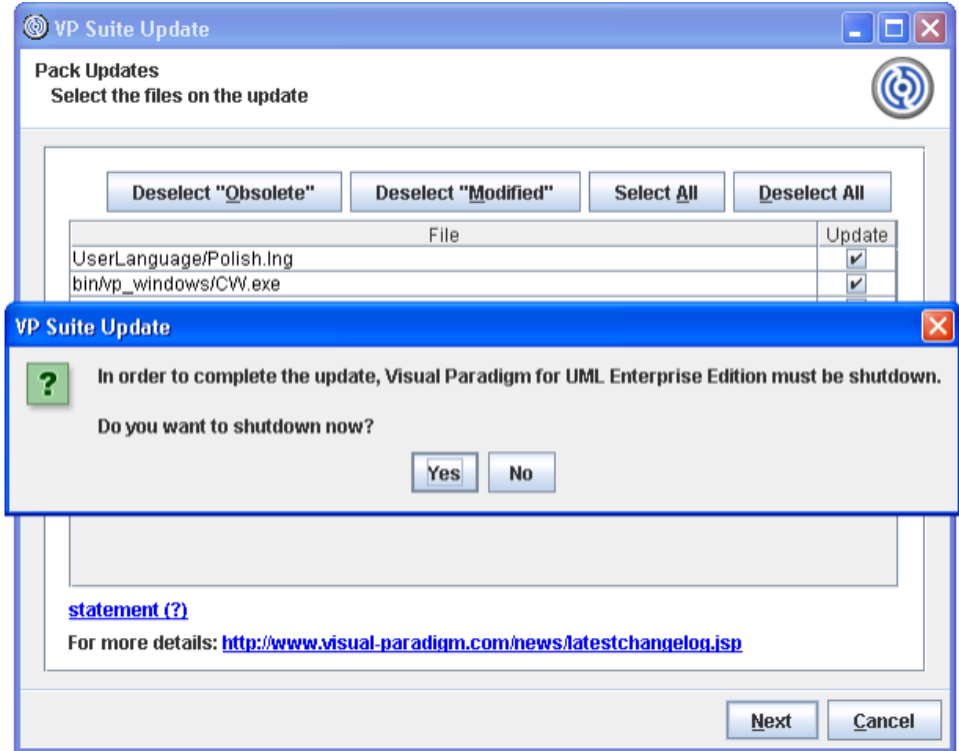 VP Suite Update
Pack Updates
Select the files on the update
Deselect "Obsolete" Deselect "Modified" Select All Deselect All
File Update
UserLanguage/Polish.lng
bin/vp_windows/CW.exe
VP Suite Update
In order to complete the update, Visual Paradigm for UML Enterprise Edition must be shutdown.
Do you want to shutdown now?
Yes No
statement (?)
For more details: http://www.visual-paradigm.com/news/latestchangelog.jsp
Next Cancel